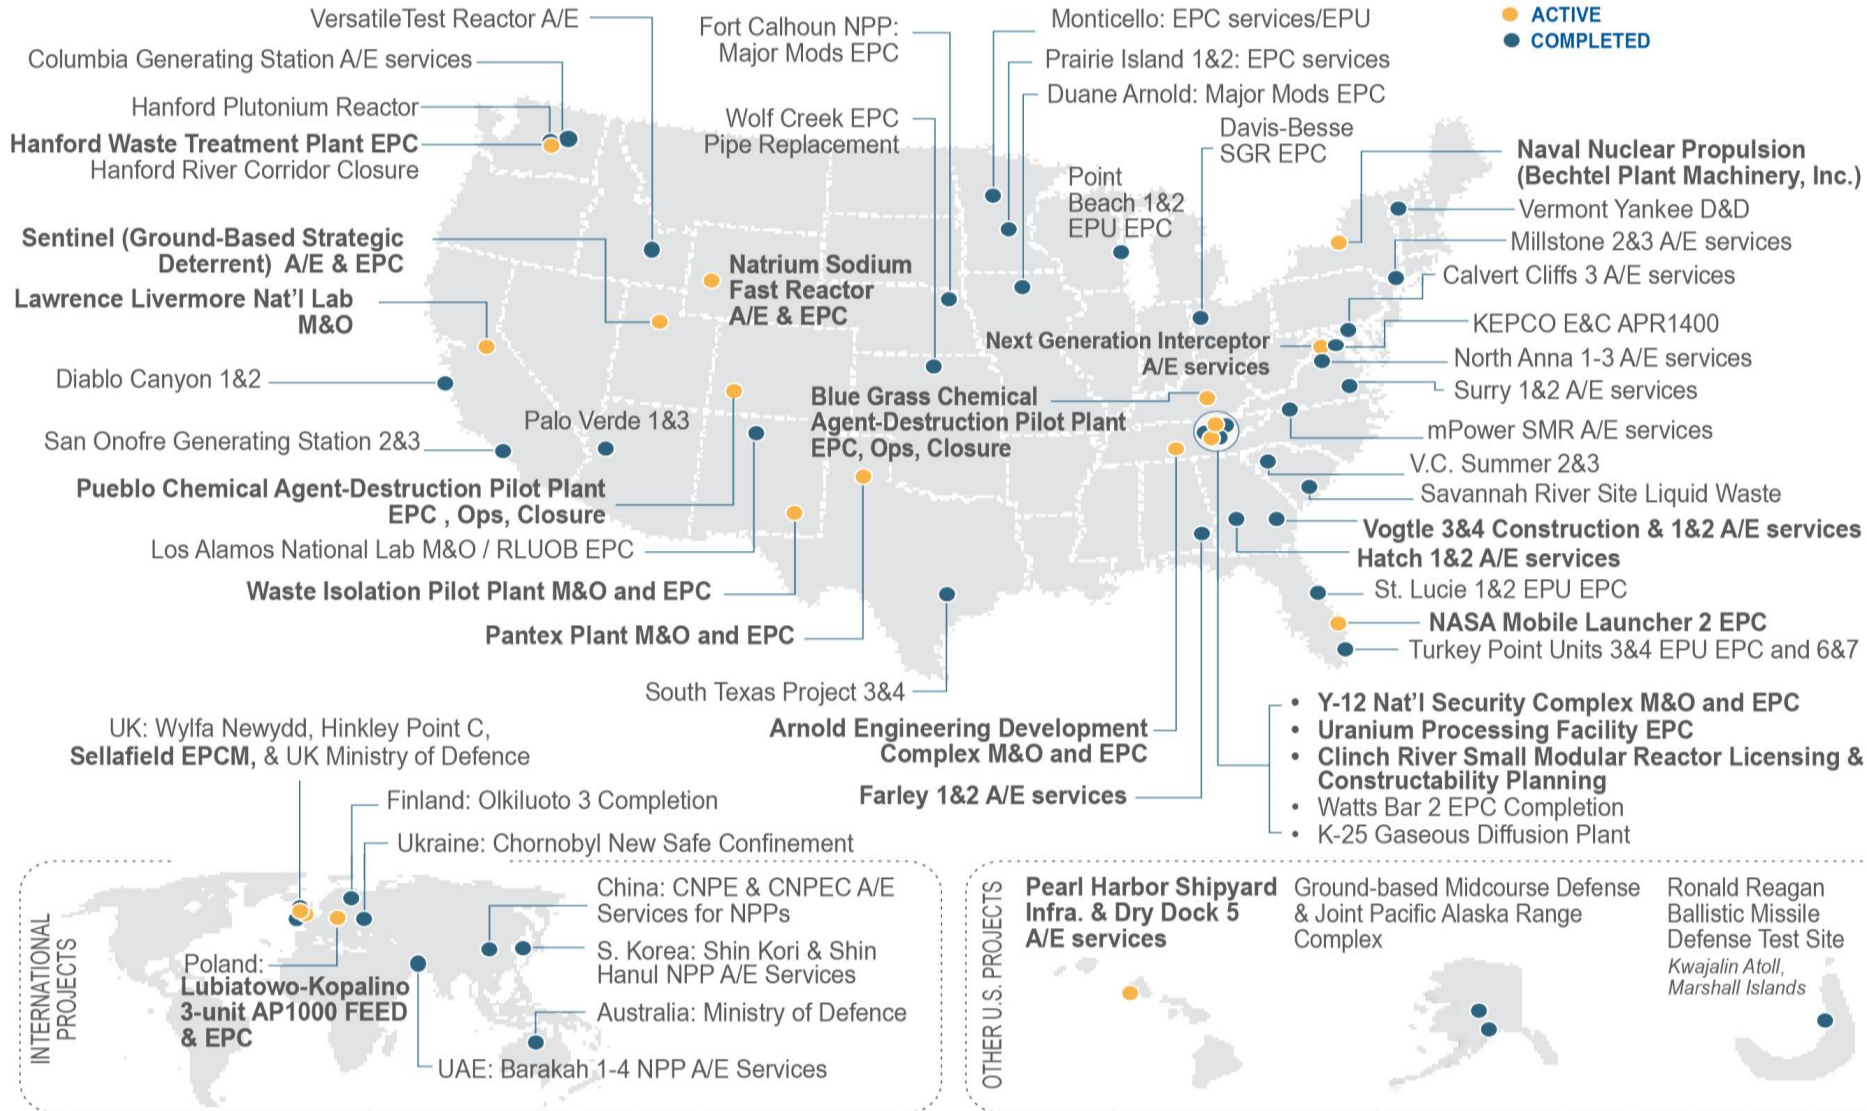 VersatileTest Reactor A/E
Columbia Generating Station A/E services
Hanford Plutonium Reactor
Hanford Waste Treatment Plant EPC
Hanford River Corridor Closure
Sentinel (Ground-Based Strategic
Deterrent) A/E & EPC
Lawrence Livermore Nat’l Lab
M&O
Diablo Canyon 1&2
San Onofre Generating Station 2&3
Palo Verde 1&3
Pueblo Chemical Agent-Destruction Pilot Plant
EPC , Ops, Closure
Los Alamos National Lab M&O / RLUOB EPC
Waste Isolation Pilot Plant M&O and EPC
Pantex Plant M&O and EPC
South Texas Project 3&4
Fort Calhoun NPP:
Major Mods EPC
Wolf Creek EPC
Pipe Replacement
Natrium Sodium
Fast Reactor
A/E & EPC
Monticello: EPC services/EPU
Prairie Island 1&2: EPC services
Duane Arnold: Major Mods EPC
Davis-Besse
SGR EPC
Point
Beach 1&2
EPU EPC
Next Generation Interceptor
A/E services
Blue Grass Chemical
Agent-Destruction Pilot Plant
EPC, Ops, Closure
ACTIVE
COMPLETED
Naval Nuclear Propulsion
(Bechtel Plant Machinery, Inc.)
Vermont Yankee D&D
Millstone 2&3 A/E services
Calvert Cliffs 3 A/E services
KEPCO E&C APR1400
North Anna 1-3 A/E services
Surry 1&2 A/E services
mPower SMR A/E services
V.C. Summer 2&3
Savannah River Site Liquid Waste
Vogtle 3&4 Construction & 1&2 A/E services
Hatch 1&2 A/E services
St. Lucie 1&2 EPU EPC
NASA Mobile Launcher 2 EPC
Turkey Point Units 3&4 EPU EPC and 6&7
Arnold Engineering Development
Complex M&O and EPC
Farley 1&2 A/E services
• Y-12 Nat’l Security Complex M&O and EPC
• Uranium Processing Facility EPC
• Clinch River Small Modular Reactor Licensing &
Constructability Planning
• Watts Bar 2 EPC Completion
• K-25 Gaseous Diffusion Plant
UK: Wylfa Newydd, Hinkley Point C,
Sellafield EPCM, & UK Ministry of Defence
Finland: Olkiluoto 3 Completion
Ukraine: Chornobyl New Safe Confinement
INTERNATIONAL
PROJECTS
Poland:
Lubiatowo-Kopalino
3-unit AP1000 FEED
& EPC
China: CNPE & CNPEC A/E
Services for NPPs
S. Korea: Shin Kori & Shin
Hanul NPP A/E Services
Australia: Ministry of Defence
UAE: Barakah 1-4 NPP A/E Services
OTHER U.S. PROJECTS
Pearl Harbor Shipyard
Infra. & Dry Dock 5
A/E services
Ground-based Midcourse Defense
& Joint Pacific Alaska Range
Complex
Ronald Reagan
Ballistic Missile
Defense Test Site
Kwajalin Atoll,
Marshall Islands